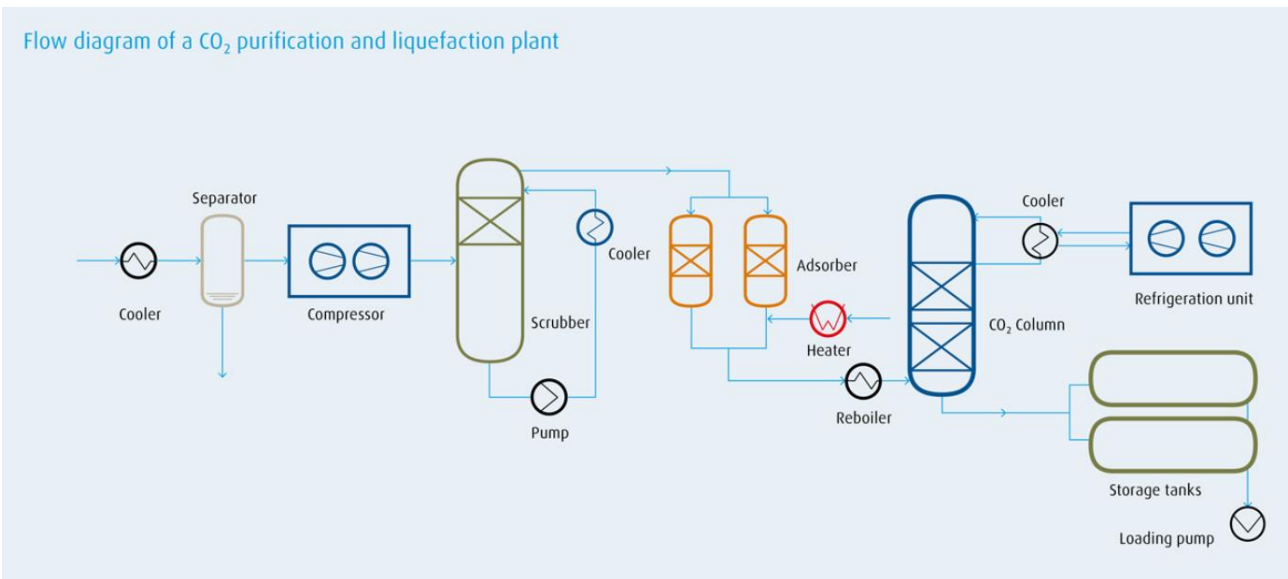 Flow diagram of a CO₂ purification and liquefaction plant
Separator
Cooler
Compressor
Scrubber
Pump
Cooler
Adsorber
Heater
Reboiler
Cooler
CO₂ Column
Refrigeration unit
Storage tanks
Loading pump